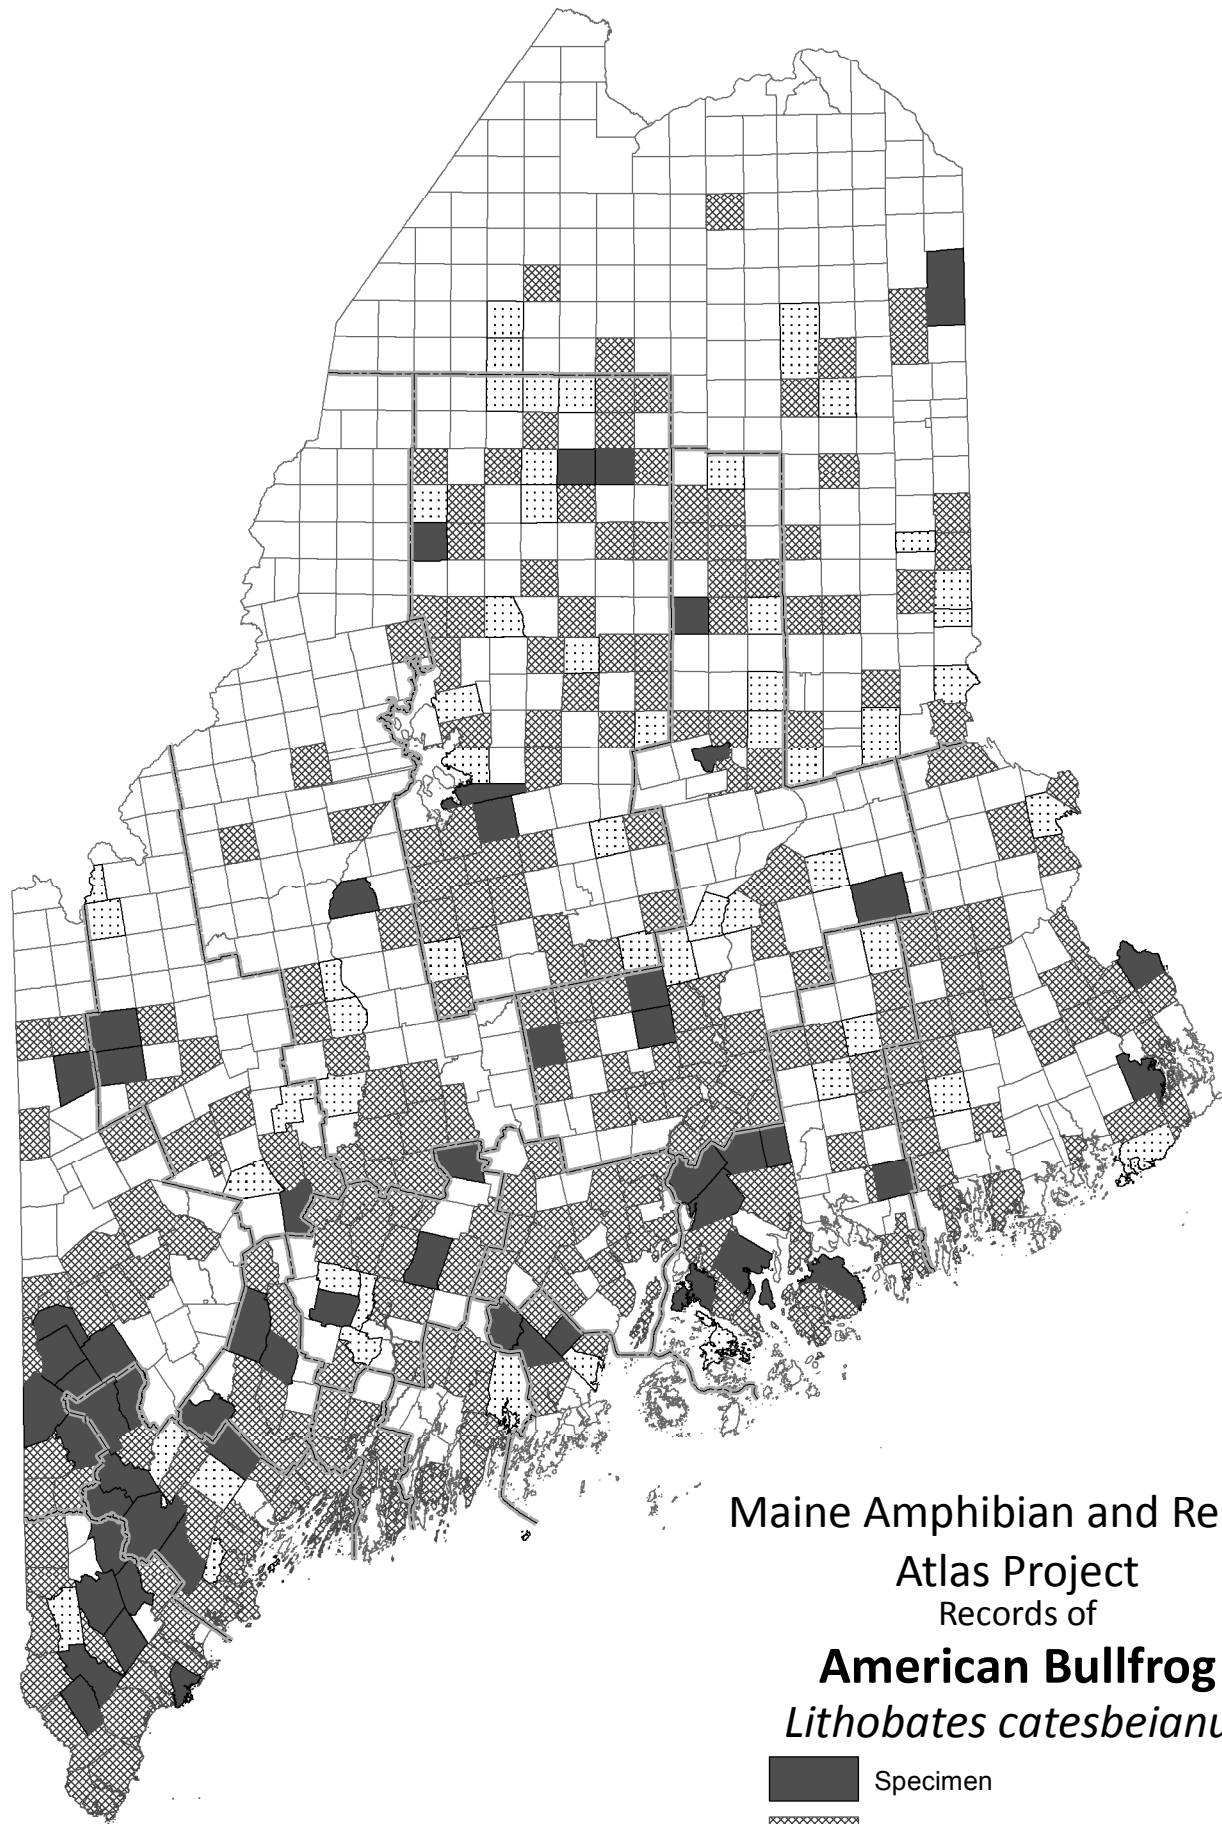 Maine Amphibian and Re
Atlas Project
Records of
American Bullfrog
Lithobates catesbeianu
Specimen